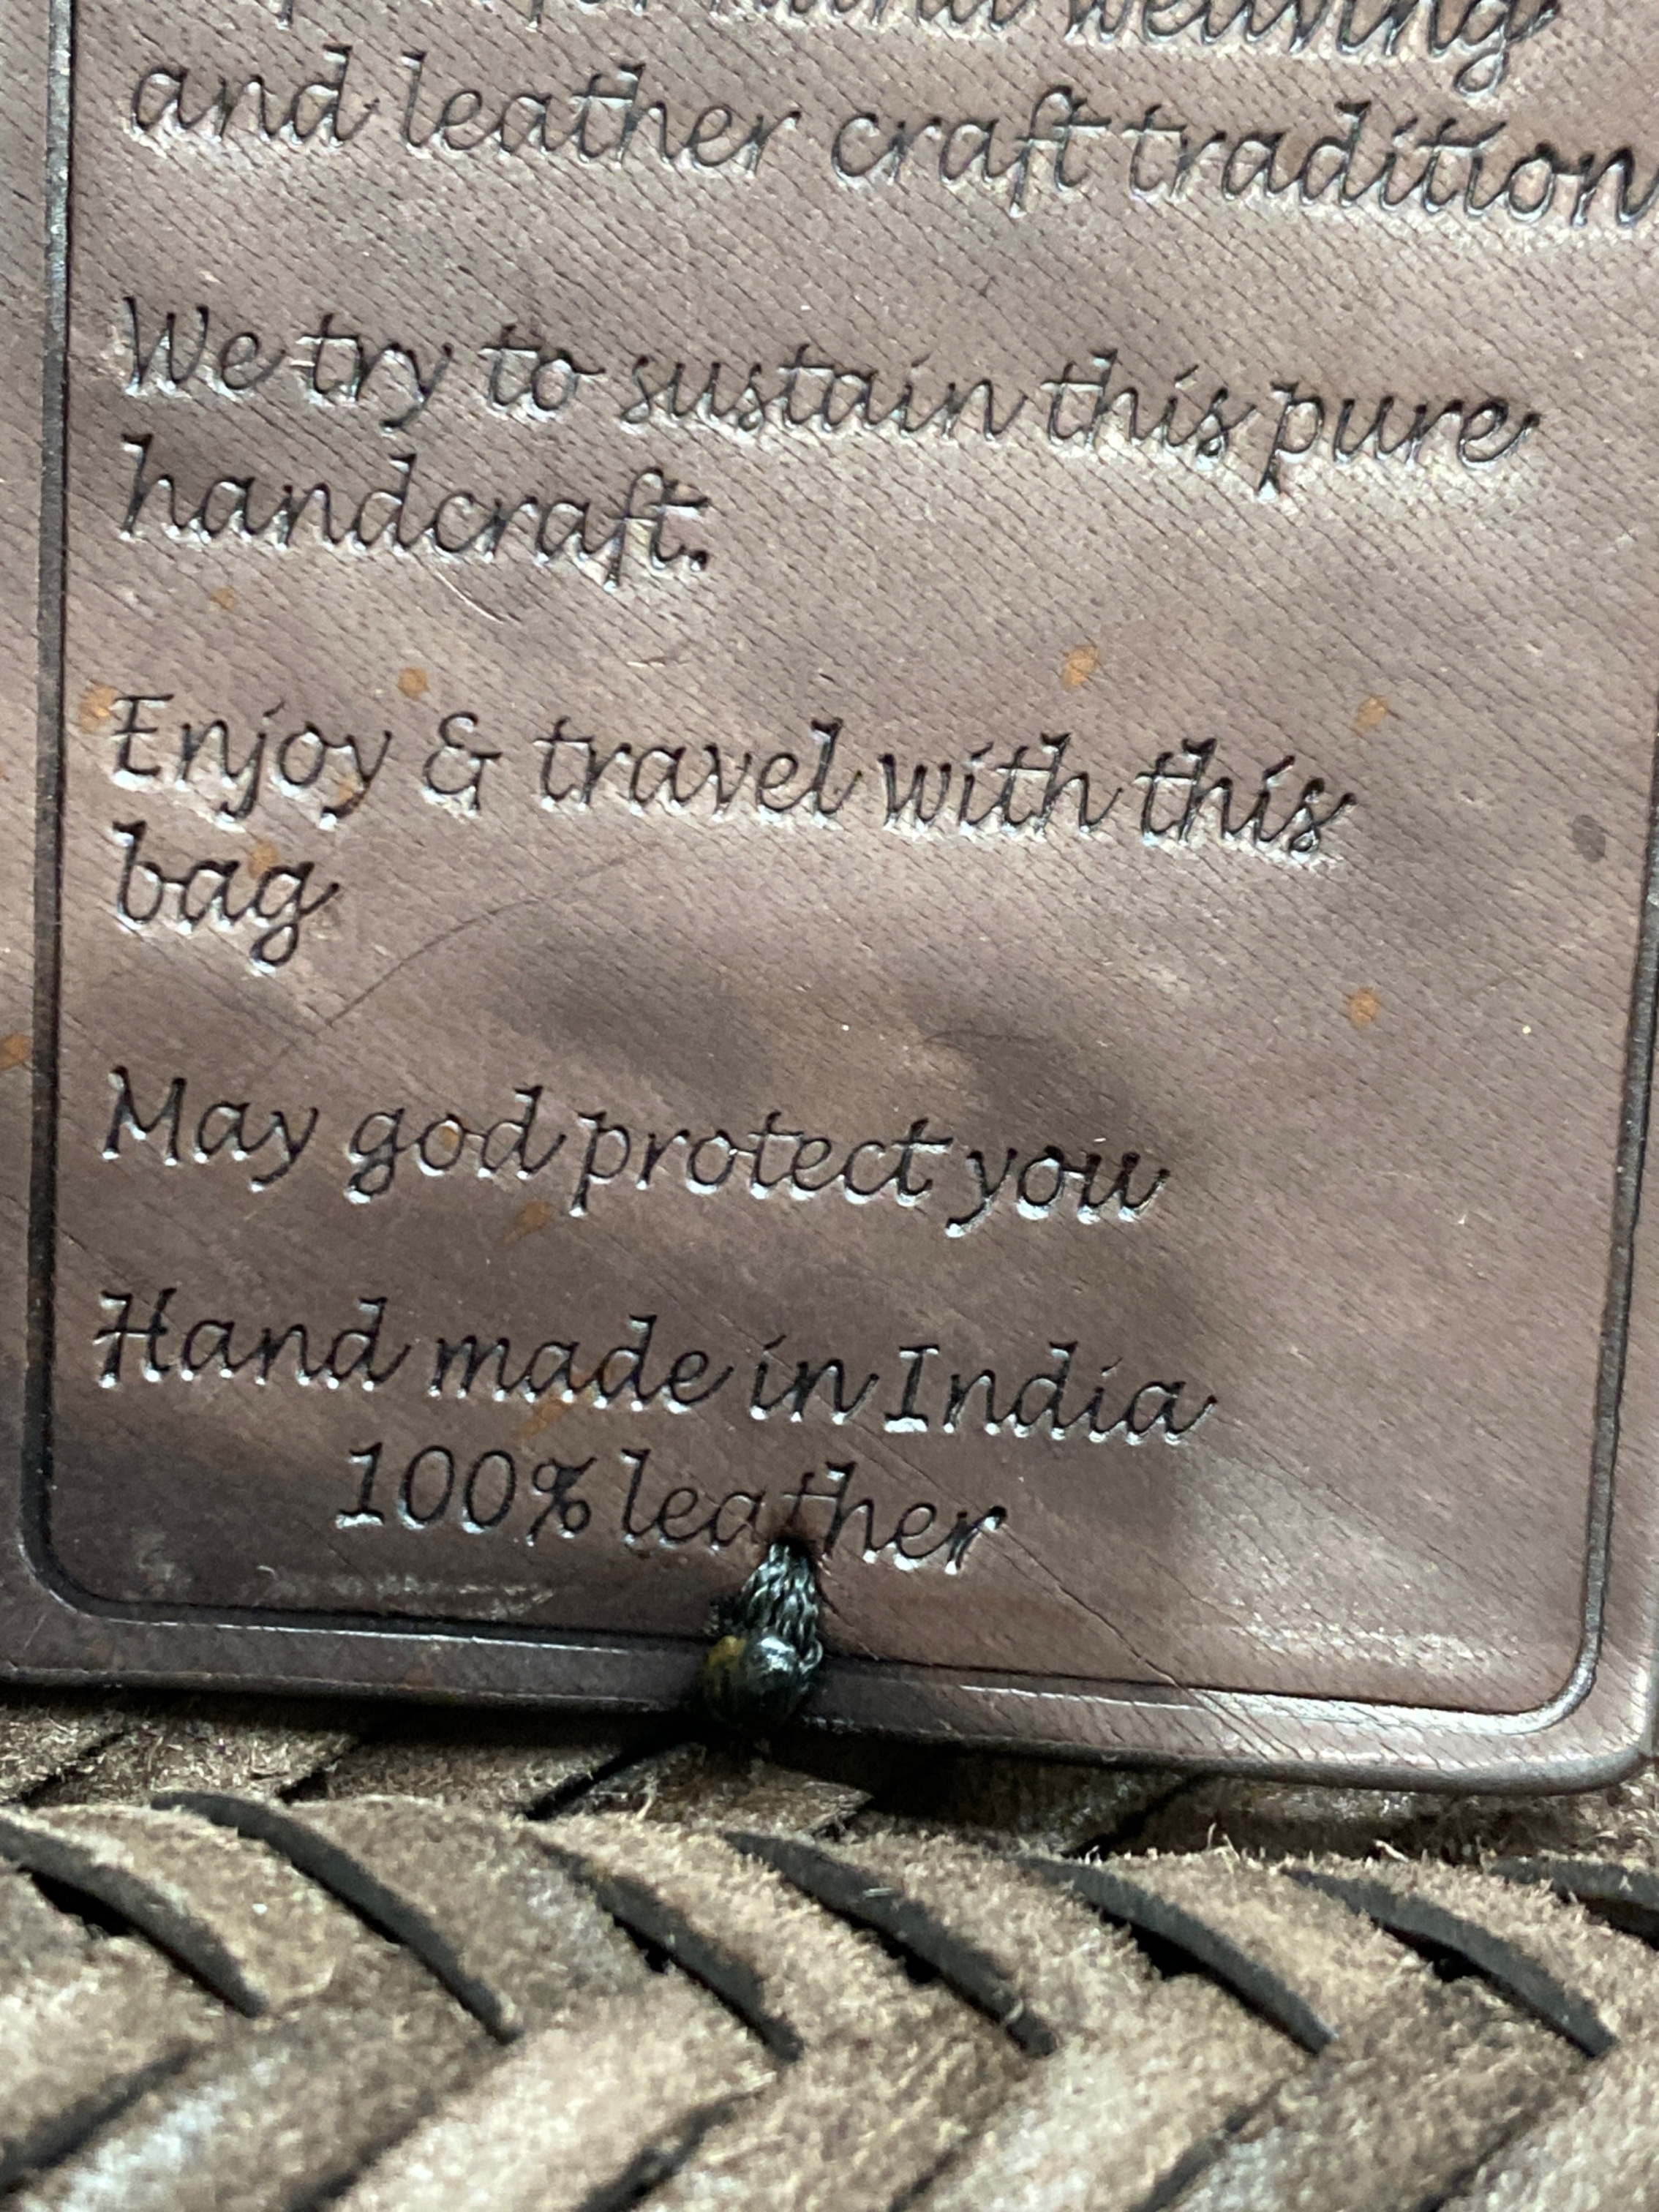 weaving
and leather craft tradition
We try to sustain this pure
handcraft.
Enjoy & travel with this
bag
May god protect you
Hand made in India
100% leather